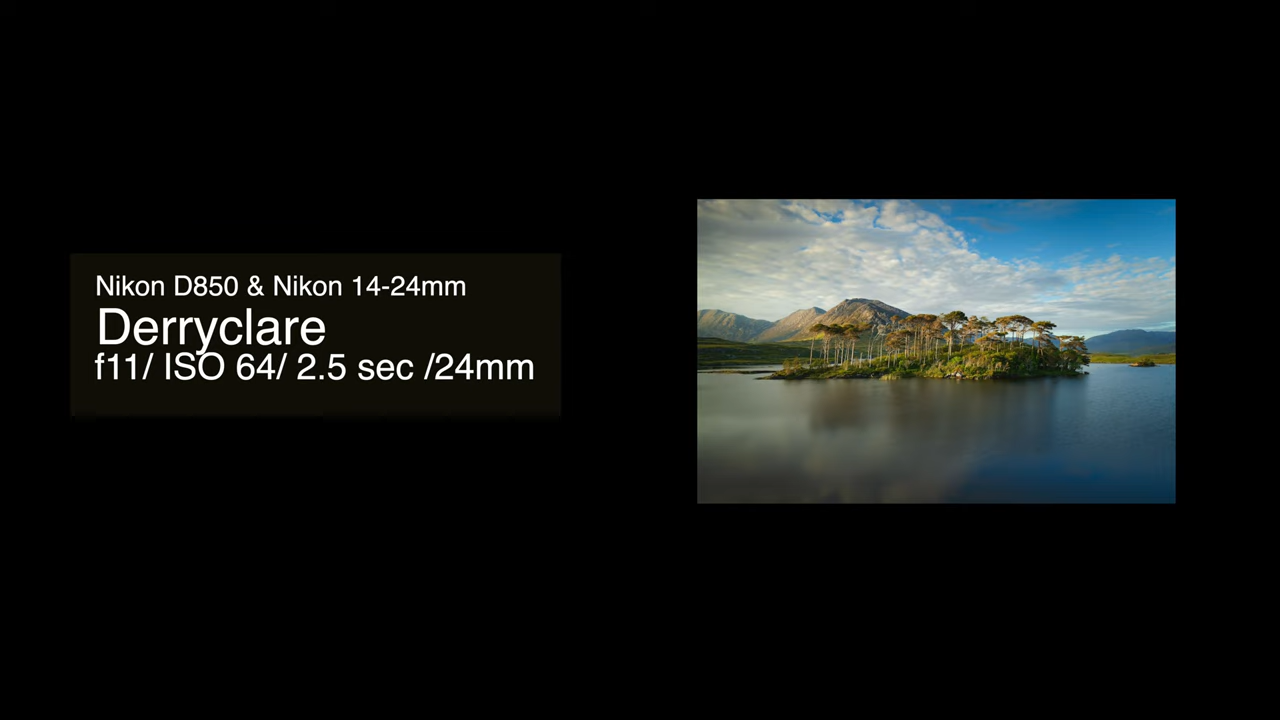 Nikon D850 & Nikon 14-24mm
Derryclare
f11/ ISO 64/ 2.5 sec /24mm